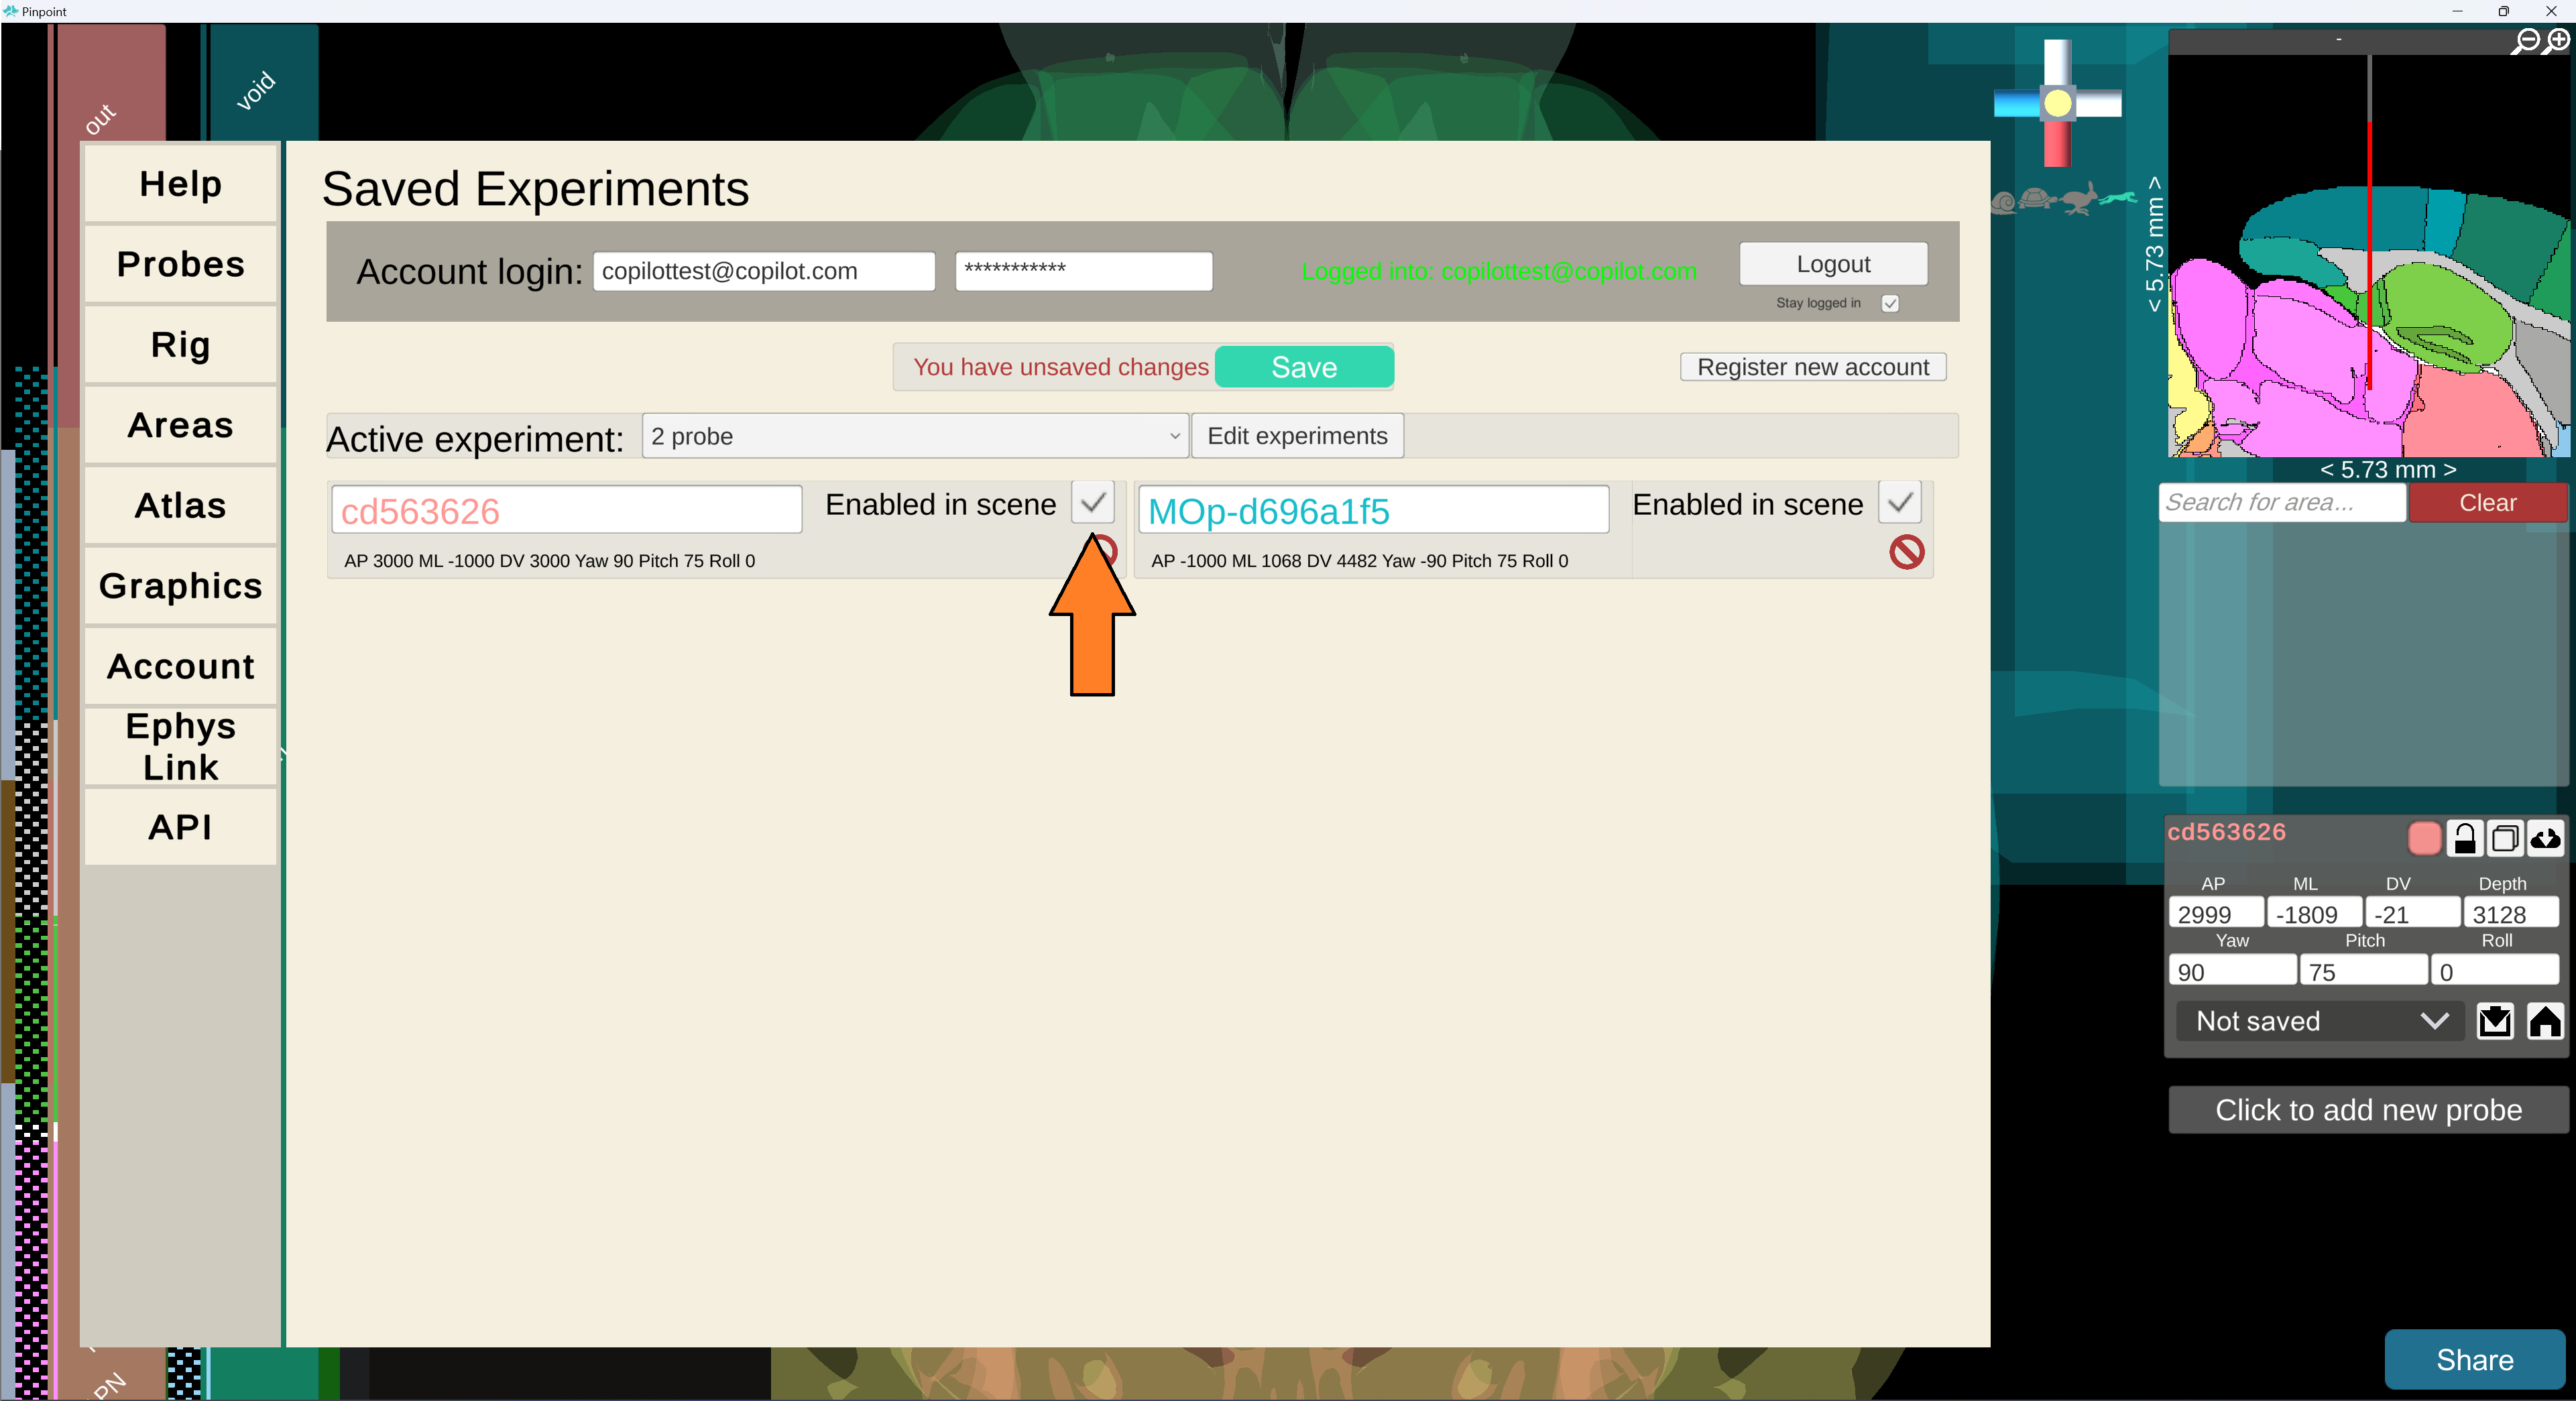 Pinpoint
out
void
Help
Probes
Rig
Areas
Atlas
Graphics
Account
Ephys
Link
API
PN
Saved Experiments
Account login: copilottest@copilot.com *********** Logged into: copilottest@copilot.com Logout
Stay logged in
You have unsaved changes Save Register new account
Active experiment: 2 probe Edit experiments
cd563626 Enabled in scene
AP 3000 ML -1000 DV 3000 Yaw 90 Pitch 75 Roll 0
MOp-d696a1f5 Enabled in scene
AP -1000 ML 1068 DV 4482 Yaw -90 Pitch 75 Roll 0
-
< 5.73 mm >
< 5.73 mm >
Search for area... Clear
cd563626
AP ML DV Depth
2999 -1809 -21 3128
Yaw Pitch Roll
90 75 0
Not saved
Click to add new probe
Share